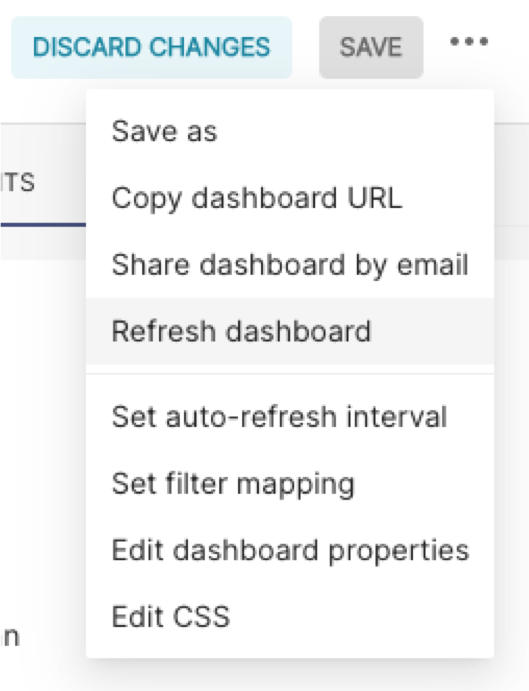 DISCARD CHANGES SAVE
Save as
ITS
Copy dashboard URL
Share dashboard by email
Refresh dashboard
Set auto-refresh interval
Set filter mapping
Edit dashboard properties
Edit CSS
n